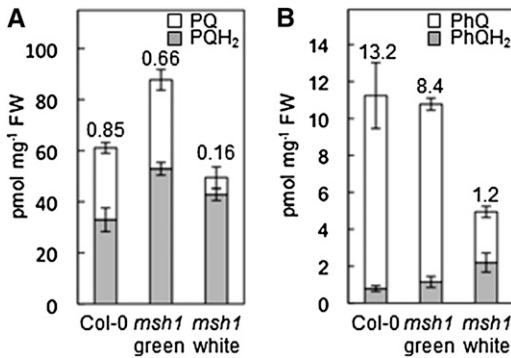 A
PQ
PQH₂
100
80
60
40
20
0
pmol mg⁻¹ FW
0.85
0.66
0.16
Col-0 msh1 msh1
green white
B
PhQ
PhQH₂
14
12
10
8
6
4
2
0
pmol mg⁻¹ FW
13.2
8.4
1.2
Col-0 msh1 msh1
green white